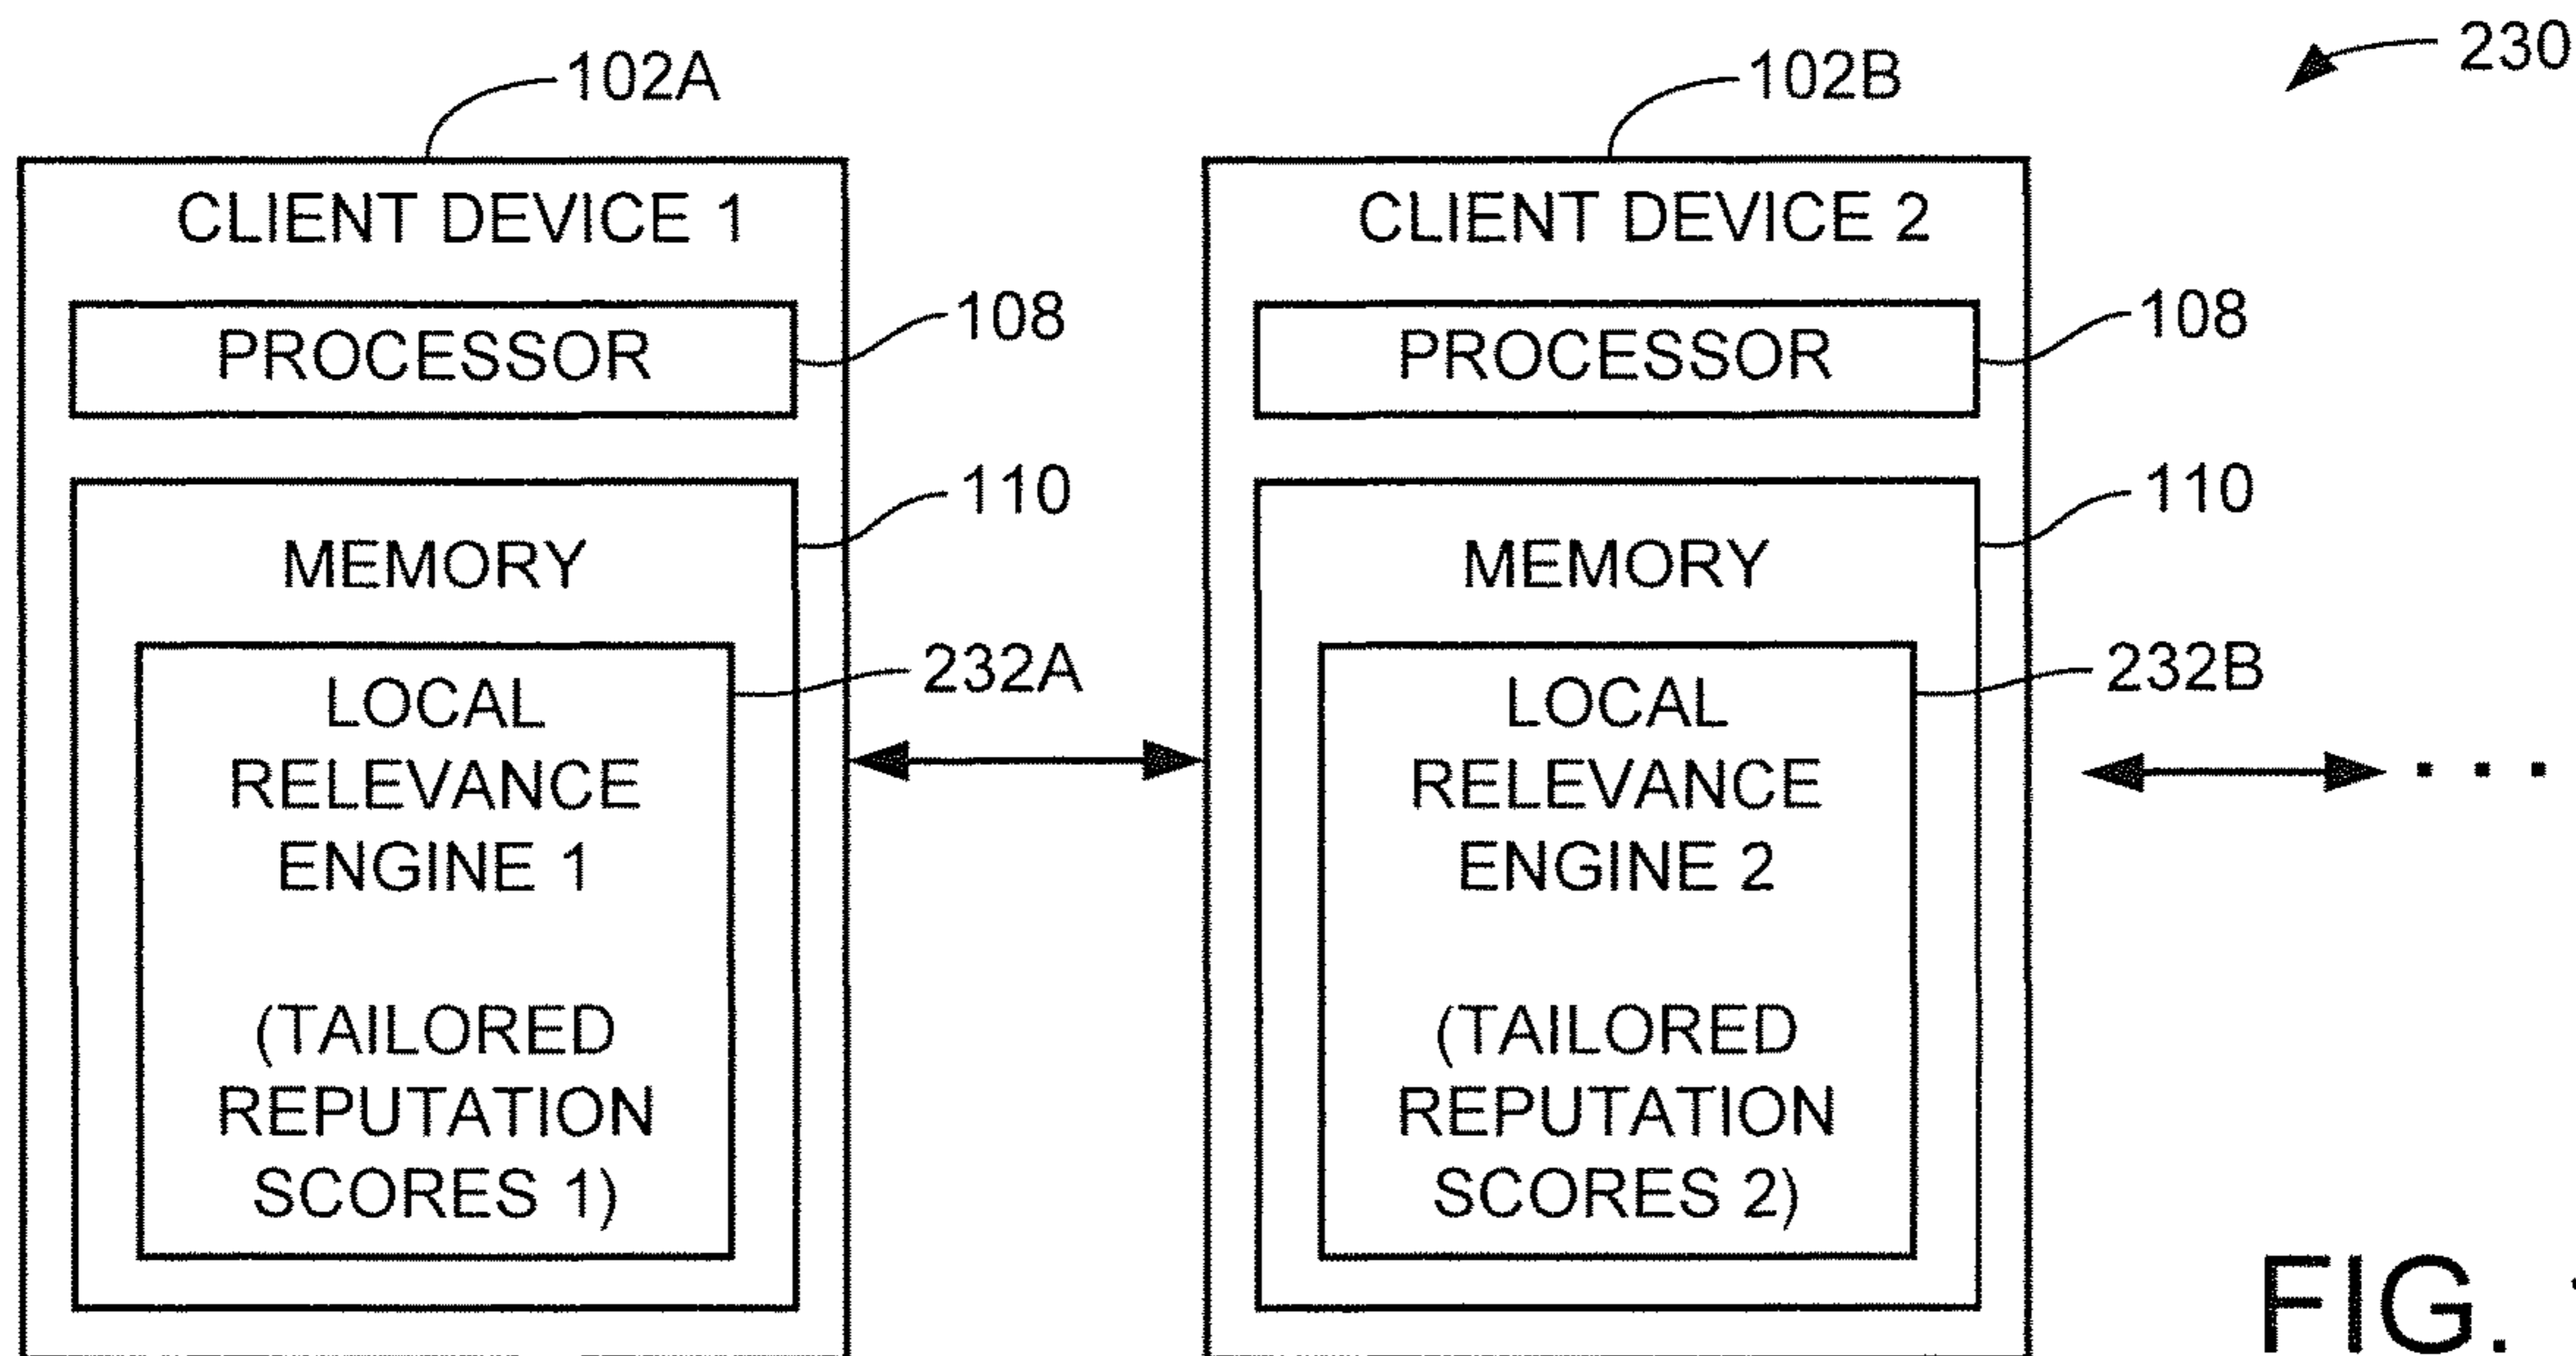 230
102A
CLIENT DEVICE 1
PROCESSOR
108
MEMORY
110
LOCAL
RELEVANCE
ENGINE 1
(TAILORED
REPUTATION
SCORES 1)
232A
102B
CLIENT DEVICE 2
PROCESSOR
108
MEMORY
110
LOCAL
RELEVANCE
ENGINE 2
(TAILORED
REPUTATION
SCORES 2)
232B
. . .
FIG.